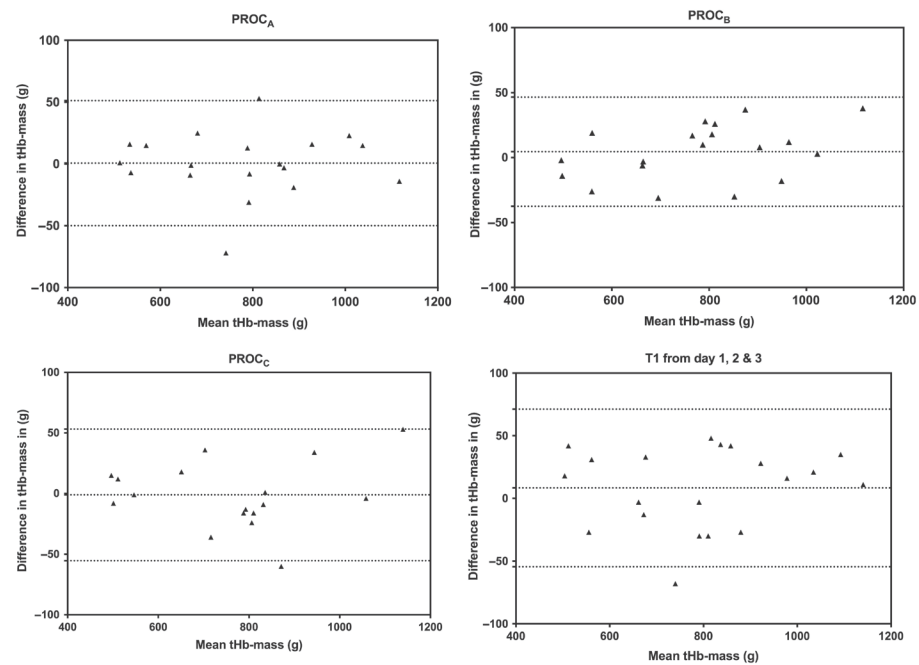 PROC_A
100
50
0
–50
–100
400 600 800 1000 1200
Difference in tHb-mass (g)
Mean tHb-mass (g)
PROC_B
100
50
0
–50
–100
400 600 800 1000 1200
Difference in tHb-mass in (g)
Mean tHb-mass (g)
PROC_C
100
50
0
–50
–100
400 600 800 1000 1200
Difference in tHb-mass in (g)
Mean tHb-mass (g)
T1 from day 1, 2 & 3
100
50
0
–50
–100
400 600 800 1000 1200
Difference in tHb-mass in (g)
Mean tHb-mass (g)